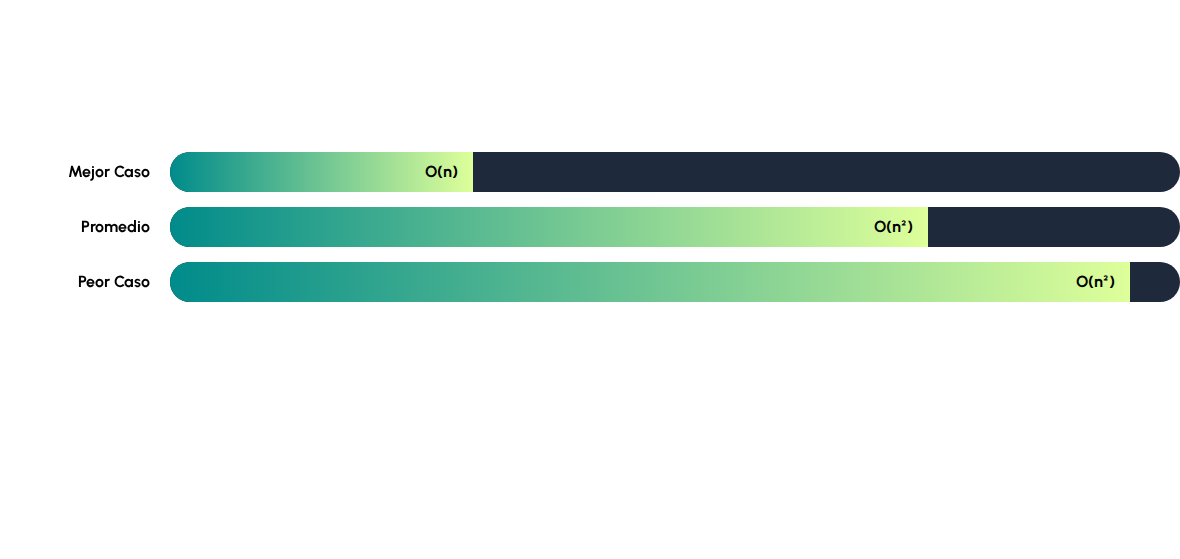 Mejor Caso O(n)
Promedio O(n²)
Peor Caso O(n²)